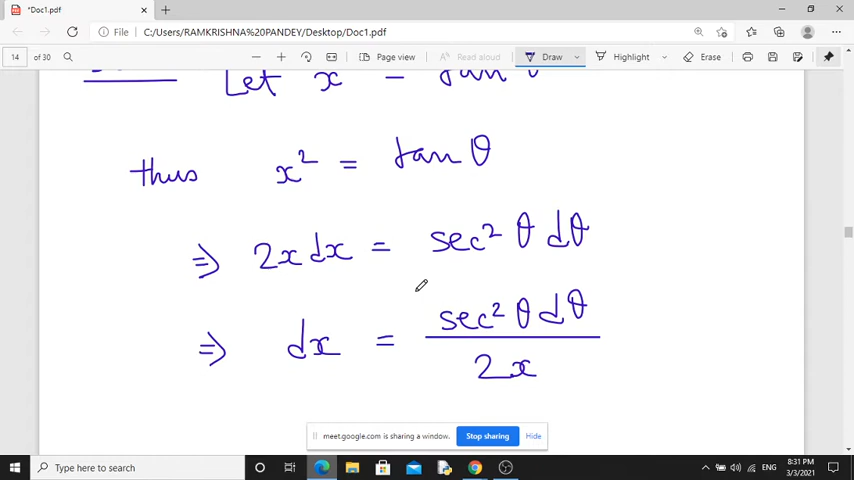 *Doc1.pdf
File C:/Users/RAMKRISHNA%20PANDEY/Desktop/Doc1.pdf
14 of 30 Page view Read aloud Draw Highlight Erase
Let x = tan θ
thus x² = tan θ
⇒ 2x dx = sec² θ dθ
⇒ dx = sec² θ dθ
2x
meet.google.com is sharing a window. Stop sharing Hide
Type here to search ENG 8:31 PM
3/3/2021